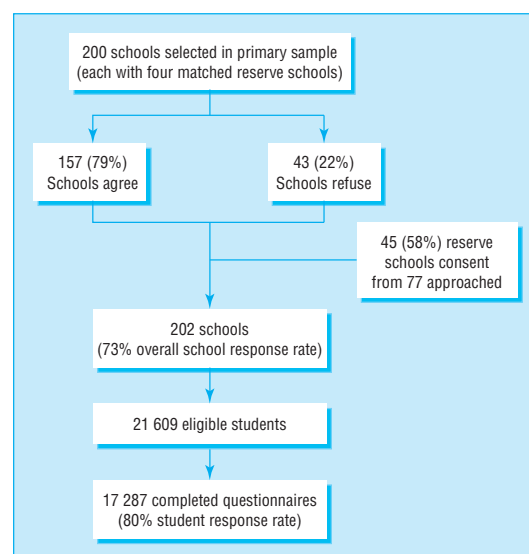 200 schools selected in primary sample
(each with four matched reserve schools)
157 (79%)
Schools agree
43 (22%)
Schools refuse
45 (58%) reserve
schools consent
from 77 approached
202 schools
(73% overall school response rate)
21 609 eligible students
17 287 completed questionnaires
(80% student response rate)